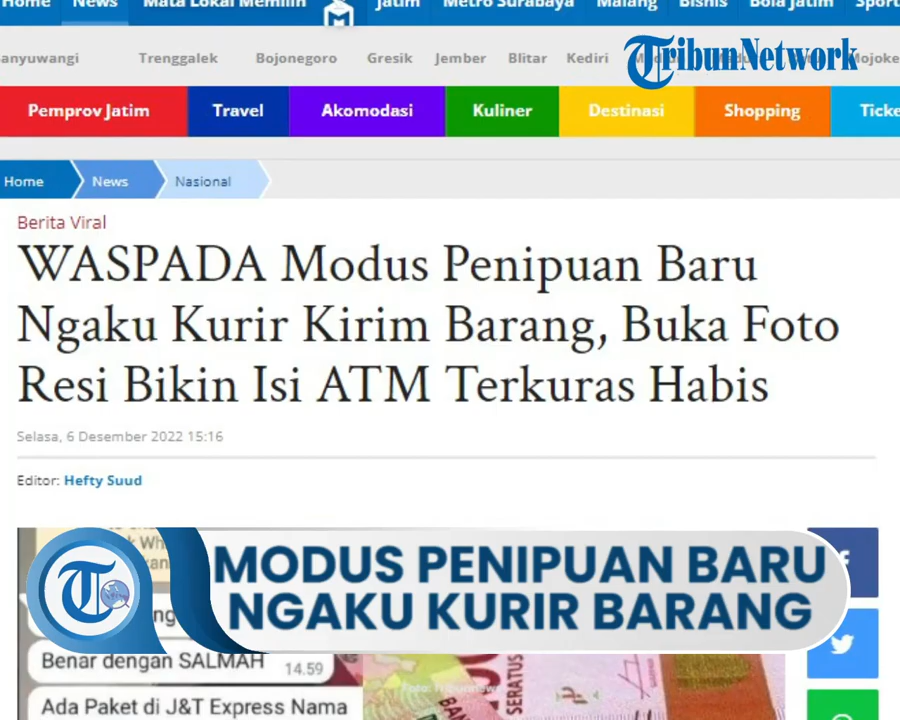 Home News Mata Lokal Memilih Jatim Metro Surabaya Malang Bisnis Bola Jatim Sport
anyuwangi Trenggalek Bojonegoro Gresik Jember Blitar Kediri
TribunNetwork
Pemprov Jatim Travel Akomodasi Kuliner Destinasi Shopping Ticke
Home News Nasional
Berita Viral
WASPADA Modus Penipuan Baru
Ngaku Kurir Kirim Barang, Buka Foto
Resi Bikin Isi ATM Terkuras Habis
Selasa, 6 Desember 2022 15:16
Editor: Hefty Suud
MODUS PENIPUAN BARU
NGAKU KURIR BARANG
Benar dengan SALMAH 14.59
Ada Paket di J&T Express Nama